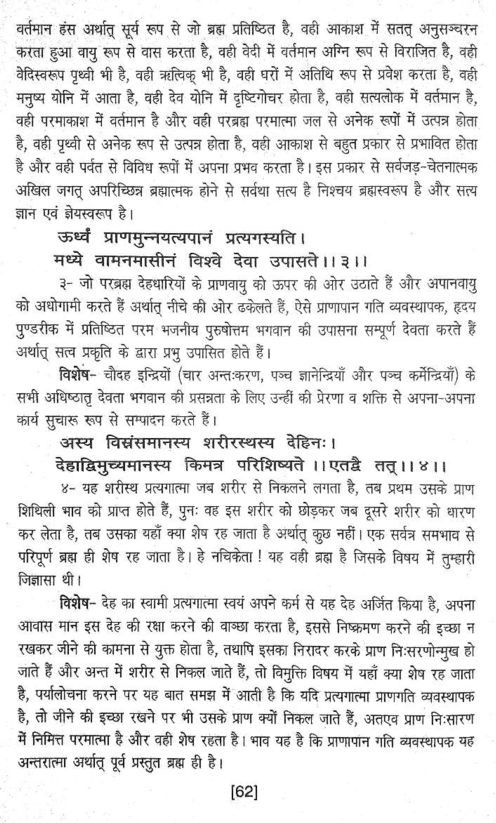 वर्तमान हंस अर्थात् सूर्य रूप से जो ब्रह्म प्रतिष्ठित है, वही आकाश में सतत् अनुसञ्चरन
करता हुआ वायु रूप से वास करता है, वही वेदी में वर्तमान अग्नि रूप से विराजित है, वही
वेदिस्वरूप पृथ्वी भी है, वही ऋत्विक् भी है, वही घरों में अतिथि रूप से प्रवेश करता है, वही
मनुष्य योनि में आता है, वही देव योनि में दृष्टिगोचर होता है, वही सत्यलोक में वर्तमान है,
वही परमाकाश में वर्तमान है और वही परब्रह्म परमात्मा जल से अनेक रूपों में उत्पन्न होता
है, वही पृथ्वी से अनेक रूप से उत्पन्न होता है, वही आकाश से बहुत प्रकार से प्रभावित होता
है और वही पर्वत से विविध रूपों में अपना प्रभव करता है। इस प्रकार से सर्वजड़-चेतनात्मक
अखिल जगत् अपरिच्छिन्न ब्रह्मात्मक होने से सर्वथा सत्य है निश्चय ब्रह्मस्वरूप है और सत्य
ज्ञान एवं ज्ञेयस्वरूप है।
ऊर्ध्वं प्राणमुन्नयत्यपानं प्रत्यगस्यति।
मध्ये वामनमासीनं विश्वे देवा उपासते।।३।।
३- जो परब्रह्म देहधारियों के प्राणवायु को ऊपर की ओर उठाते हैं और अपानवायु
को अधोगामी करते हैं अर्थात् नीचे की ओर ढकेलते हैं, ऐसे प्राणापान गति व्यवस्थापक, हृदय
पुण्डरीक में प्रतिष्ठित परम भजनीय पुरुषोत्तम भगवान की उपासना सम्पूर्ण देवता करते हैं
अर्थात् सत्व प्रकृति के द्वारा प्रभु उपासित होते हैं।
विशेष- चौदह इन्द्रियों (चार अन्तःकरण, पञ्च ज्ञानेन्द्रियाँ और पञ्च कर्मेन्द्रियाँ) के
सभी अधिष्ठातृ देवता भगवान की प्रसन्नता के लिए उन्हीं की प्रेरणा व शक्ति से अपना-अपना
कार्य सुचारू रूप से सम्पादन करते हैं।
अस्य विस्रंसमानस्य शरीरस्थस्य देहिनः।
देहाद्विमुच्यमानस्य किमत्र परिशिष्यते ।।एतद्वै तत्।।४।।
४- यह शरीस्थ प्रत्यगात्मा जब शरीर से निकलने लगता है, तब प्रथम उसके प्राण
शिथिली भाव को प्राप्त होते हैं, पुनः वह इस शरीर को छोड़कर जब दूसरे शरीर को धारण
कर लेता है, तब उसका यहाँ क्या शेष रह जाता है अर्थात् कुछ नहीं। एक सर्वत्र समभाव से
परिपूर्ण ब्रह्म ही शेष रह जाता है। हे नचिकेता ! यह वही ब्रह्म है जिसके विषय में तुम्हारी
जिज्ञासा थी।
विशेष- देह का स्वामी प्रत्यगात्मा स्वयं अपने कर्म से यह देह अर्जित किया है, अपना
आवास मान इस देह की रक्षा करने की वाञ्छा करता है, इससे निष्क्रमण करने की इच्छा न
रखकर जीने की कामना से युक्त होता है, तथापि इसका निरादर करके प्राण निःसरणोन्मुख हो
जाते हैं और अन्त में शरीर से निकल जाते हैं, तो विमुक्ति विषय में यहाँ क्या शेष रह जाता
है, पर्यालोचना करने पर यह बात समझ में आती है कि यदि प्रत्यगात्मा प्राणगति व्यवस्थापक
है, तो जीने की इच्छा रखने पर भी उसके प्राण क्यों निकल जाते हैं, अतएव प्राण निःसारण
में निमित्त परमात्मा है और वही शेष रहता है। भाव यह है कि प्राणापान गति व्यवस्थापक यह
अन्तरात्मा अर्थात् पूर्व प्रस्तुत ब्रह्म ही है।
[62]